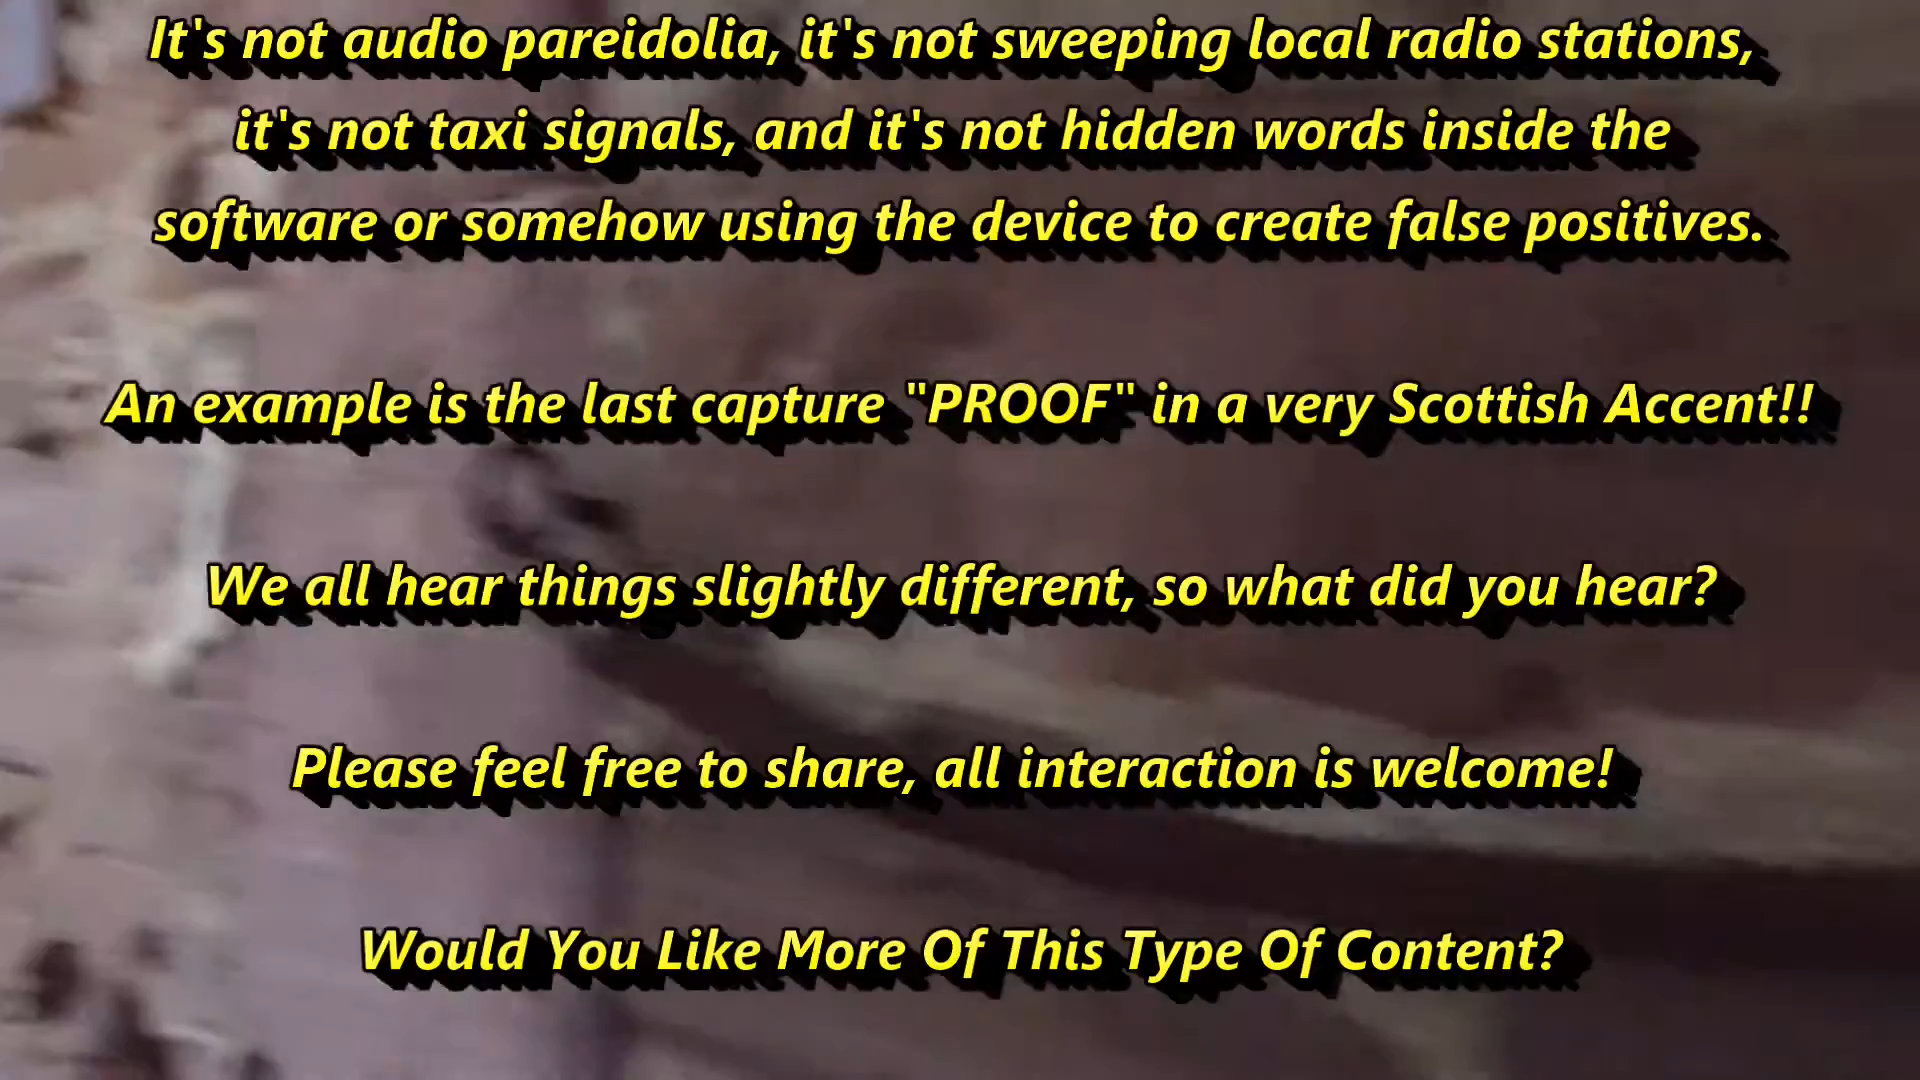 It's not audio pareidolia, it's not sweeping local radio stations,
it's not taxi signals, and it's not hidden words inside the
software or somehow using the device to create false positives.
An example is the last capture "PROOF" in a very Scottish Accent!!
We all hear things slightly different, so what did you hear?
Please feel free to share, all interaction is welcome!
Would You Like More Of This Type Of Content?